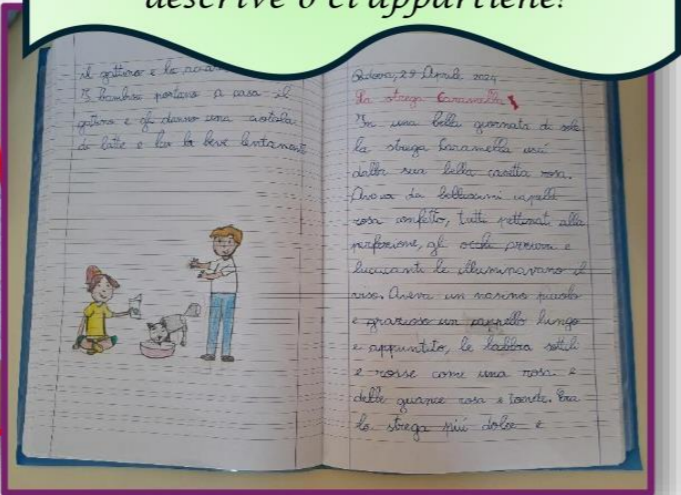 descrive o ci appartiene!
il gattino e la
I bambini portano a casa il
gattino e gli danno una ciotola
di latte e lui la beve lentamente
Padova, 29 Aprile 2024
La strega Caramella
In una bella giornata di sole
la strega Caramella uscì
dalla sua bella casetta rosa.
Aveva dei bellissimi capelli
rosa confetto, tutti pettinati alla
perfezione, gli occhi e
luccicanti le illuminavano il
viso. Aveva un nasino piccolo
e grazioso un cappello lungo
e appuntito, le labbra sottili
e rosse come una rosa e
delle guance rosa e tonde. Era
la strega più dolce e